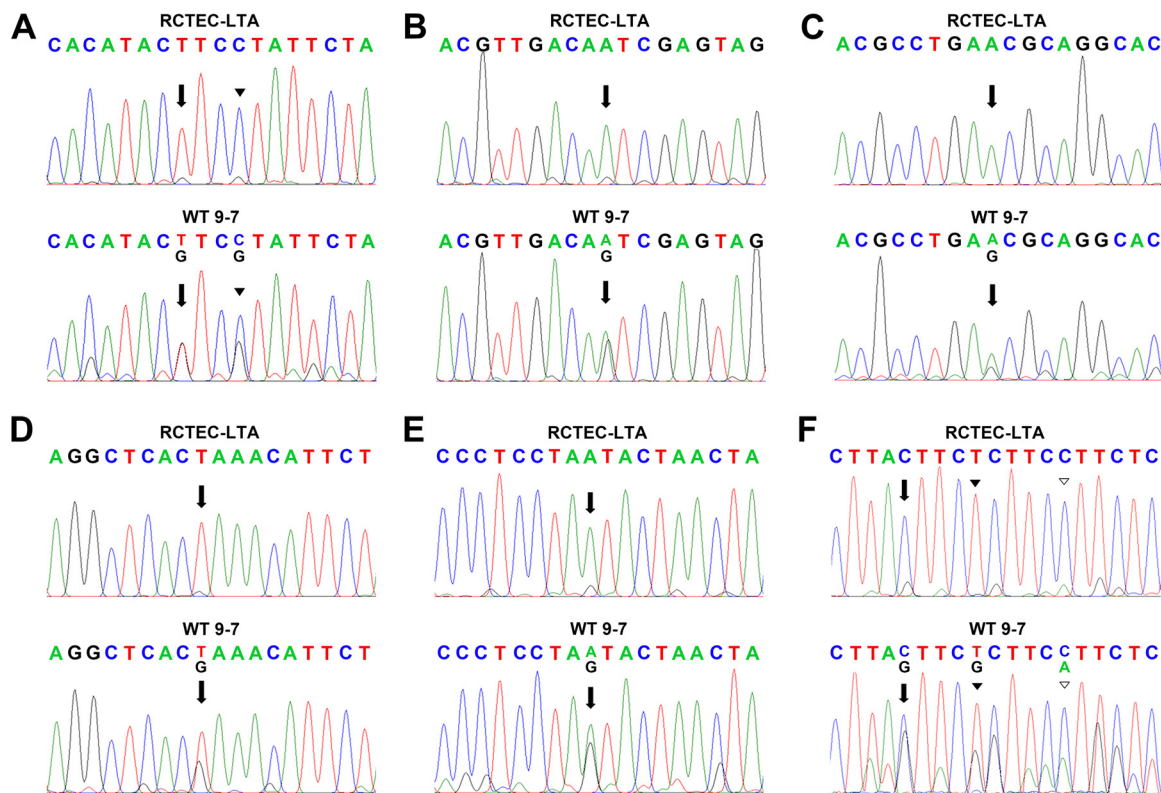 A
RCTEC-LTA
CACATACTTCCTATTCTA
WT 9-7
CACATACTTCCTATTCTA
G G
B
RCTEC-LTA
ACGTTGACAATCGAGTAG
WT 9-7
ACGTTGACAATCGAGTAG
G
C
RCTEC-LTA
ACGCCTGAACGCAGGCAC
WT 9-7
ACGCCTGAACGCAGGCAC
G
D
RCTEC-LTA
AGGCTCACTAAACATTCT
WT 9-7
AGGCTCACTAAACATTCT
G
E
RCTEC-LTA
CCCTCCTAATACTAACTA
WT 9-7
CCCTCCTAATACTAACTA
G
F
RCTEC-LTA
CTTACTTCTCTTCCTTCTC
WT 9-7
CTTACTTCTCTTCCTTCTC
G G A